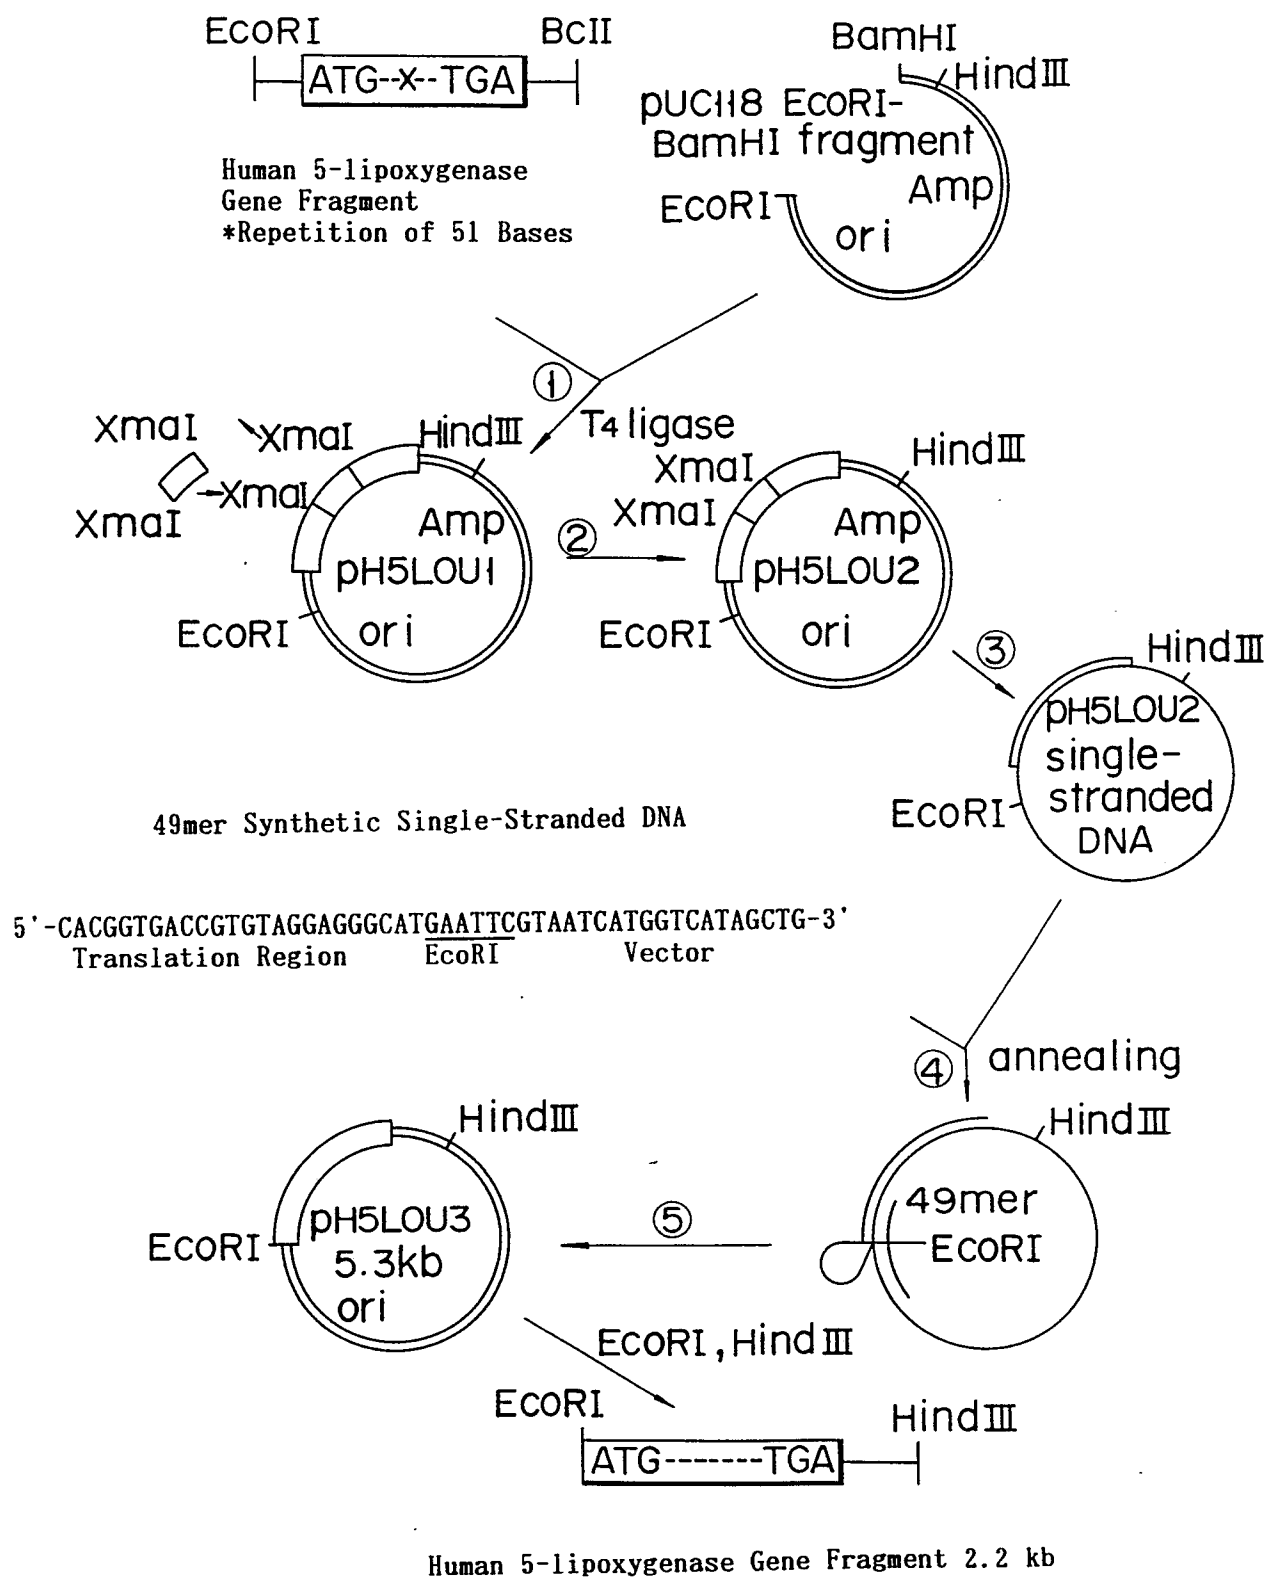 EcoRI
BclI
ATG--X--TGA
Human 5-lipoxygenase
Gene Fragment
*Repetition of 51 Bases
BamHI
HindIII
pUC118 EcoRI-
BamHI fragment
EcoRI
Amp
ori
①
T4 ligase
XmaI
XmaI
XmaI
XmaI
HindIII
Amp
pH5LOU1
ori
EcoRI
②
XmaI
XmaI
HindIII
Amp
pH5LOU2
ori
EcoRI
③
HindIII
pH5LOU2
single-
stranded
DNA
EcoRI
49mer Synthetic Single-Stranded DNA
5'-CACGGTGACCGTGTAGGAGGGCATGAATTCGTAATCATGGTCATAGCTG-3'
Translation Region EcoRI Vector
④ annealing
HindIII
49mer
EcoRI
⑤
HindIII
pH5LOU3
5.3kb
ori
EcoRI
EcoRI, HindIII
EcoRI
HindIII
ATG-------TGA
Human 5-lipoxygenase Gene Fragment 2.2 kb